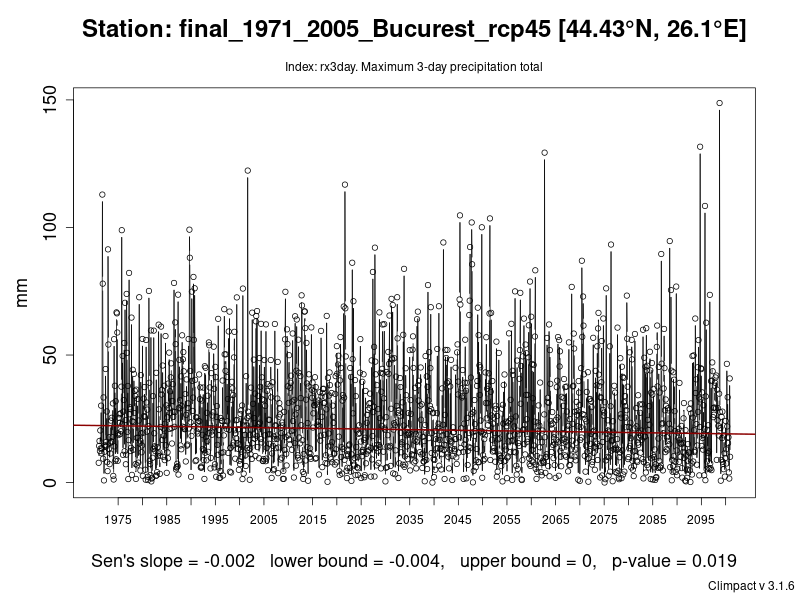 Station: final_1971_2005_Bucurest_rcp45 [44.43°N, 26.1°E]
Index: rx3day. Maximum 3-day precipitation total
150
100
50
0
mm
1975 1985 1995 2005 2015 2025 2035 2045 2055 2065 2075 2085 2095
Sen's slope = -0.002 lower bound = -0.004, upper bound = 0, p-value = 0.019
Climpact v 3.1.6